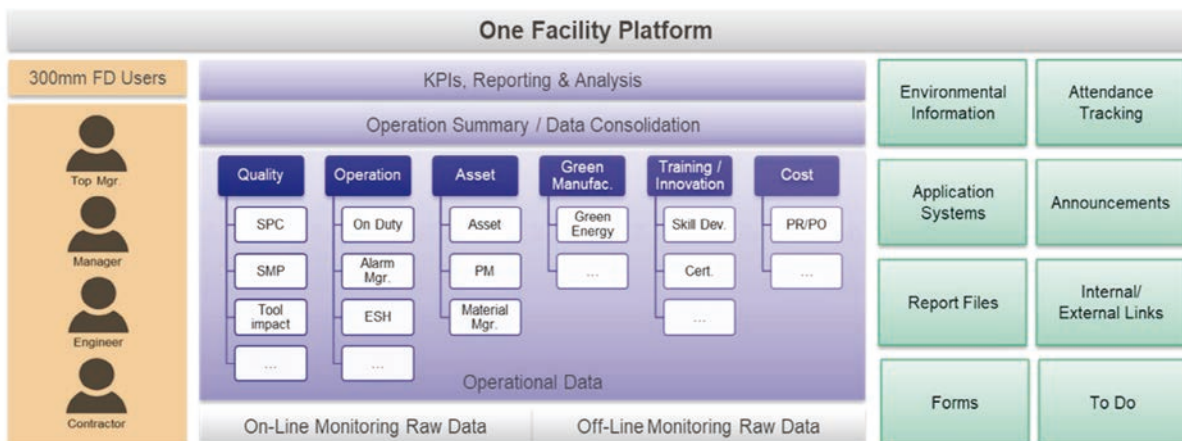 One Facility Platform
300mm FD Users
Top Mgr.
Manager
Engineer
Contractor
KPIs, Reporting & Analysis
Operation Summary / Data Consolidation
Quality
SPC
SMP
Tool
impact
...
Operation
On Duty
Alarm
Mgr.
ESH
...
Asset
Asset
PM
Material
Mgr.
Green
Manufac.
Green
Energy
...
Training /
Innovation
Skill Dev.
Cert.
...
Cost
PR/PO
...
Operational Data
On-Line Monitoring Raw Data
Off-Line Monitoring Raw Data
Environmental
Information
Attendance
Tracking
Application
Systems
Announcements
Report Files
Internal/
External Links
Forms
To Do